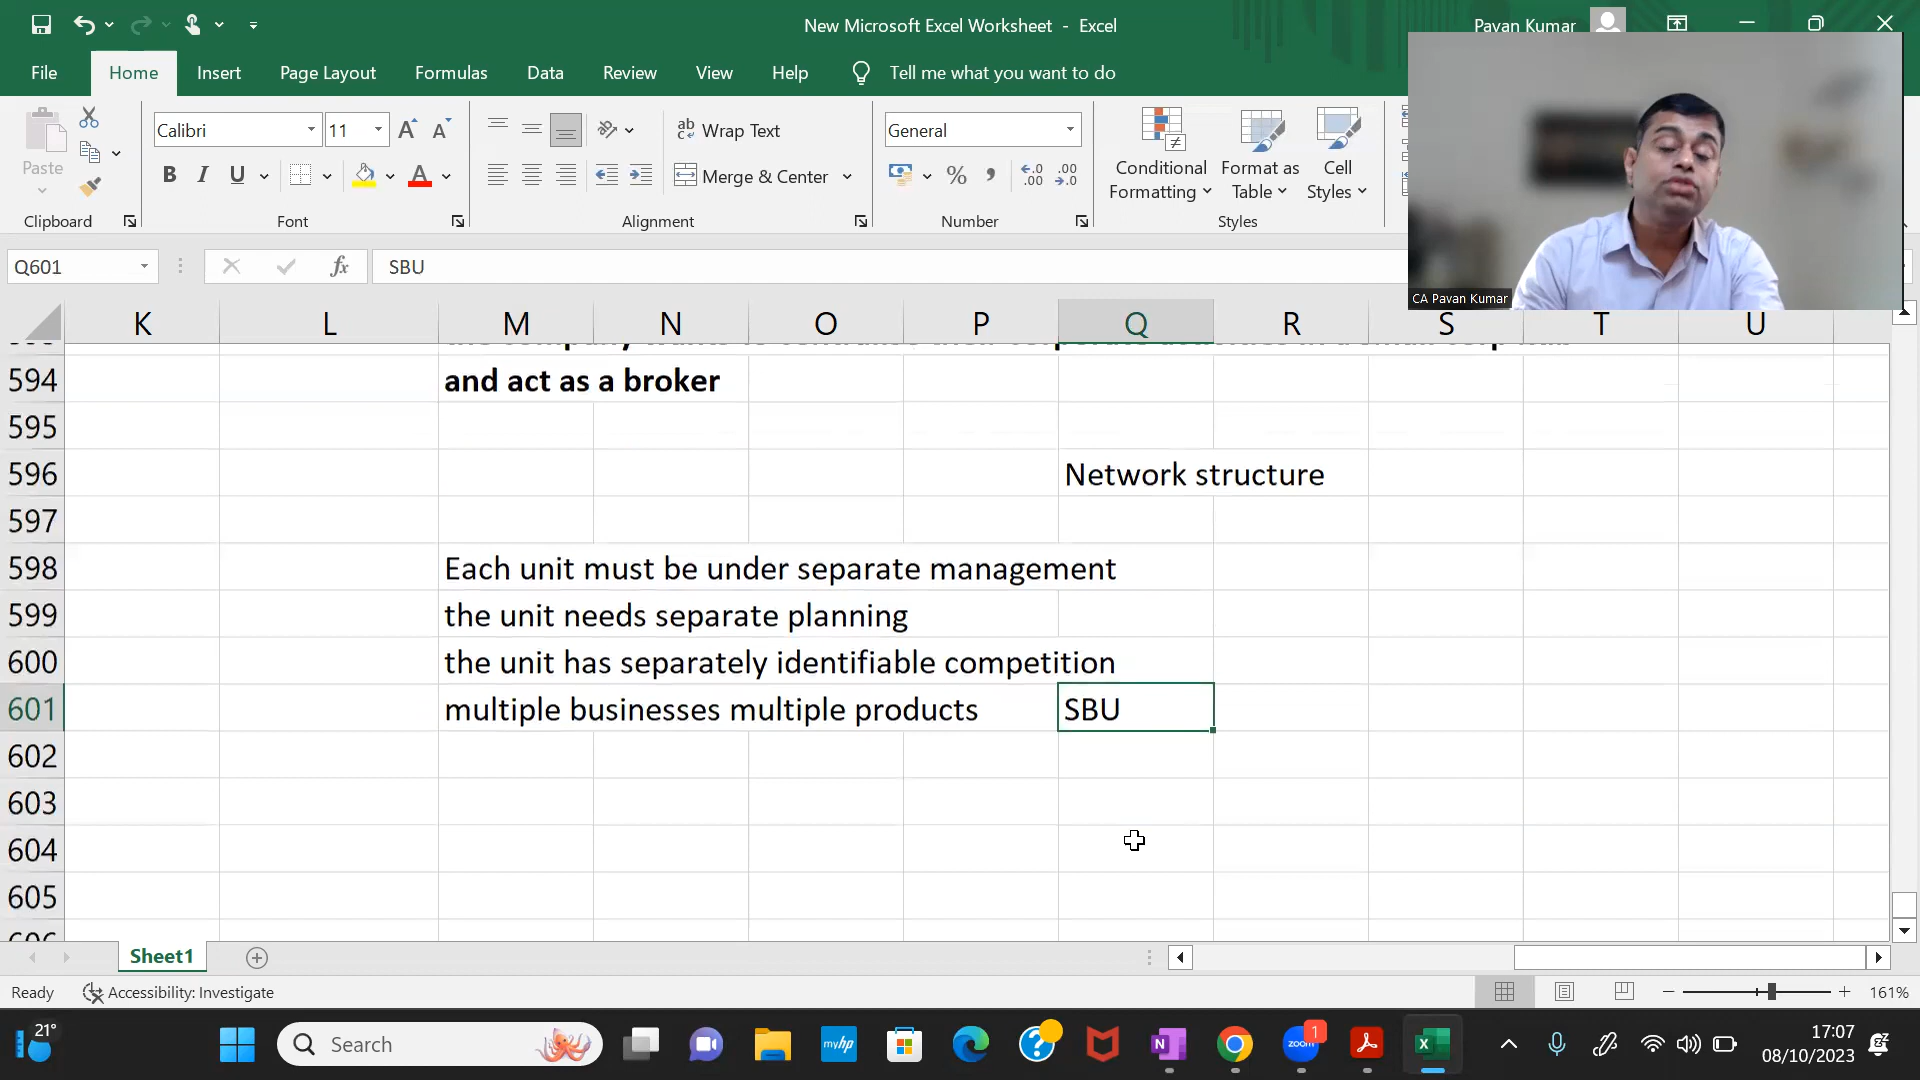 New Microsoft Excel Worksheet - Excel
Pavan Kumar
File Home Insert Page Layout Formulas Data Review View Help Tell me what you want to do
Calibri 11
Wrap Text
General
Paste
B I U
Merge & Center
Conditional Formatting
Format as Table
Cell Styles
Clipboard Font Alignment Number Styles
CA Pavan Kumar
Q601 fx SBU
K L M N O P Q R S T U
594 and act as a broker
595
596 Network structure
597
598 Each unit must be under separate management
599 the unit needs separate planning
600 the unit has separately identifiable competition
601 multiple businesses multiple products SBU
602
603
604
605
Sheet1
Ready Accessibility: Investigate 161%
21° Search myhp zoom 1 17:07
08/10/2023